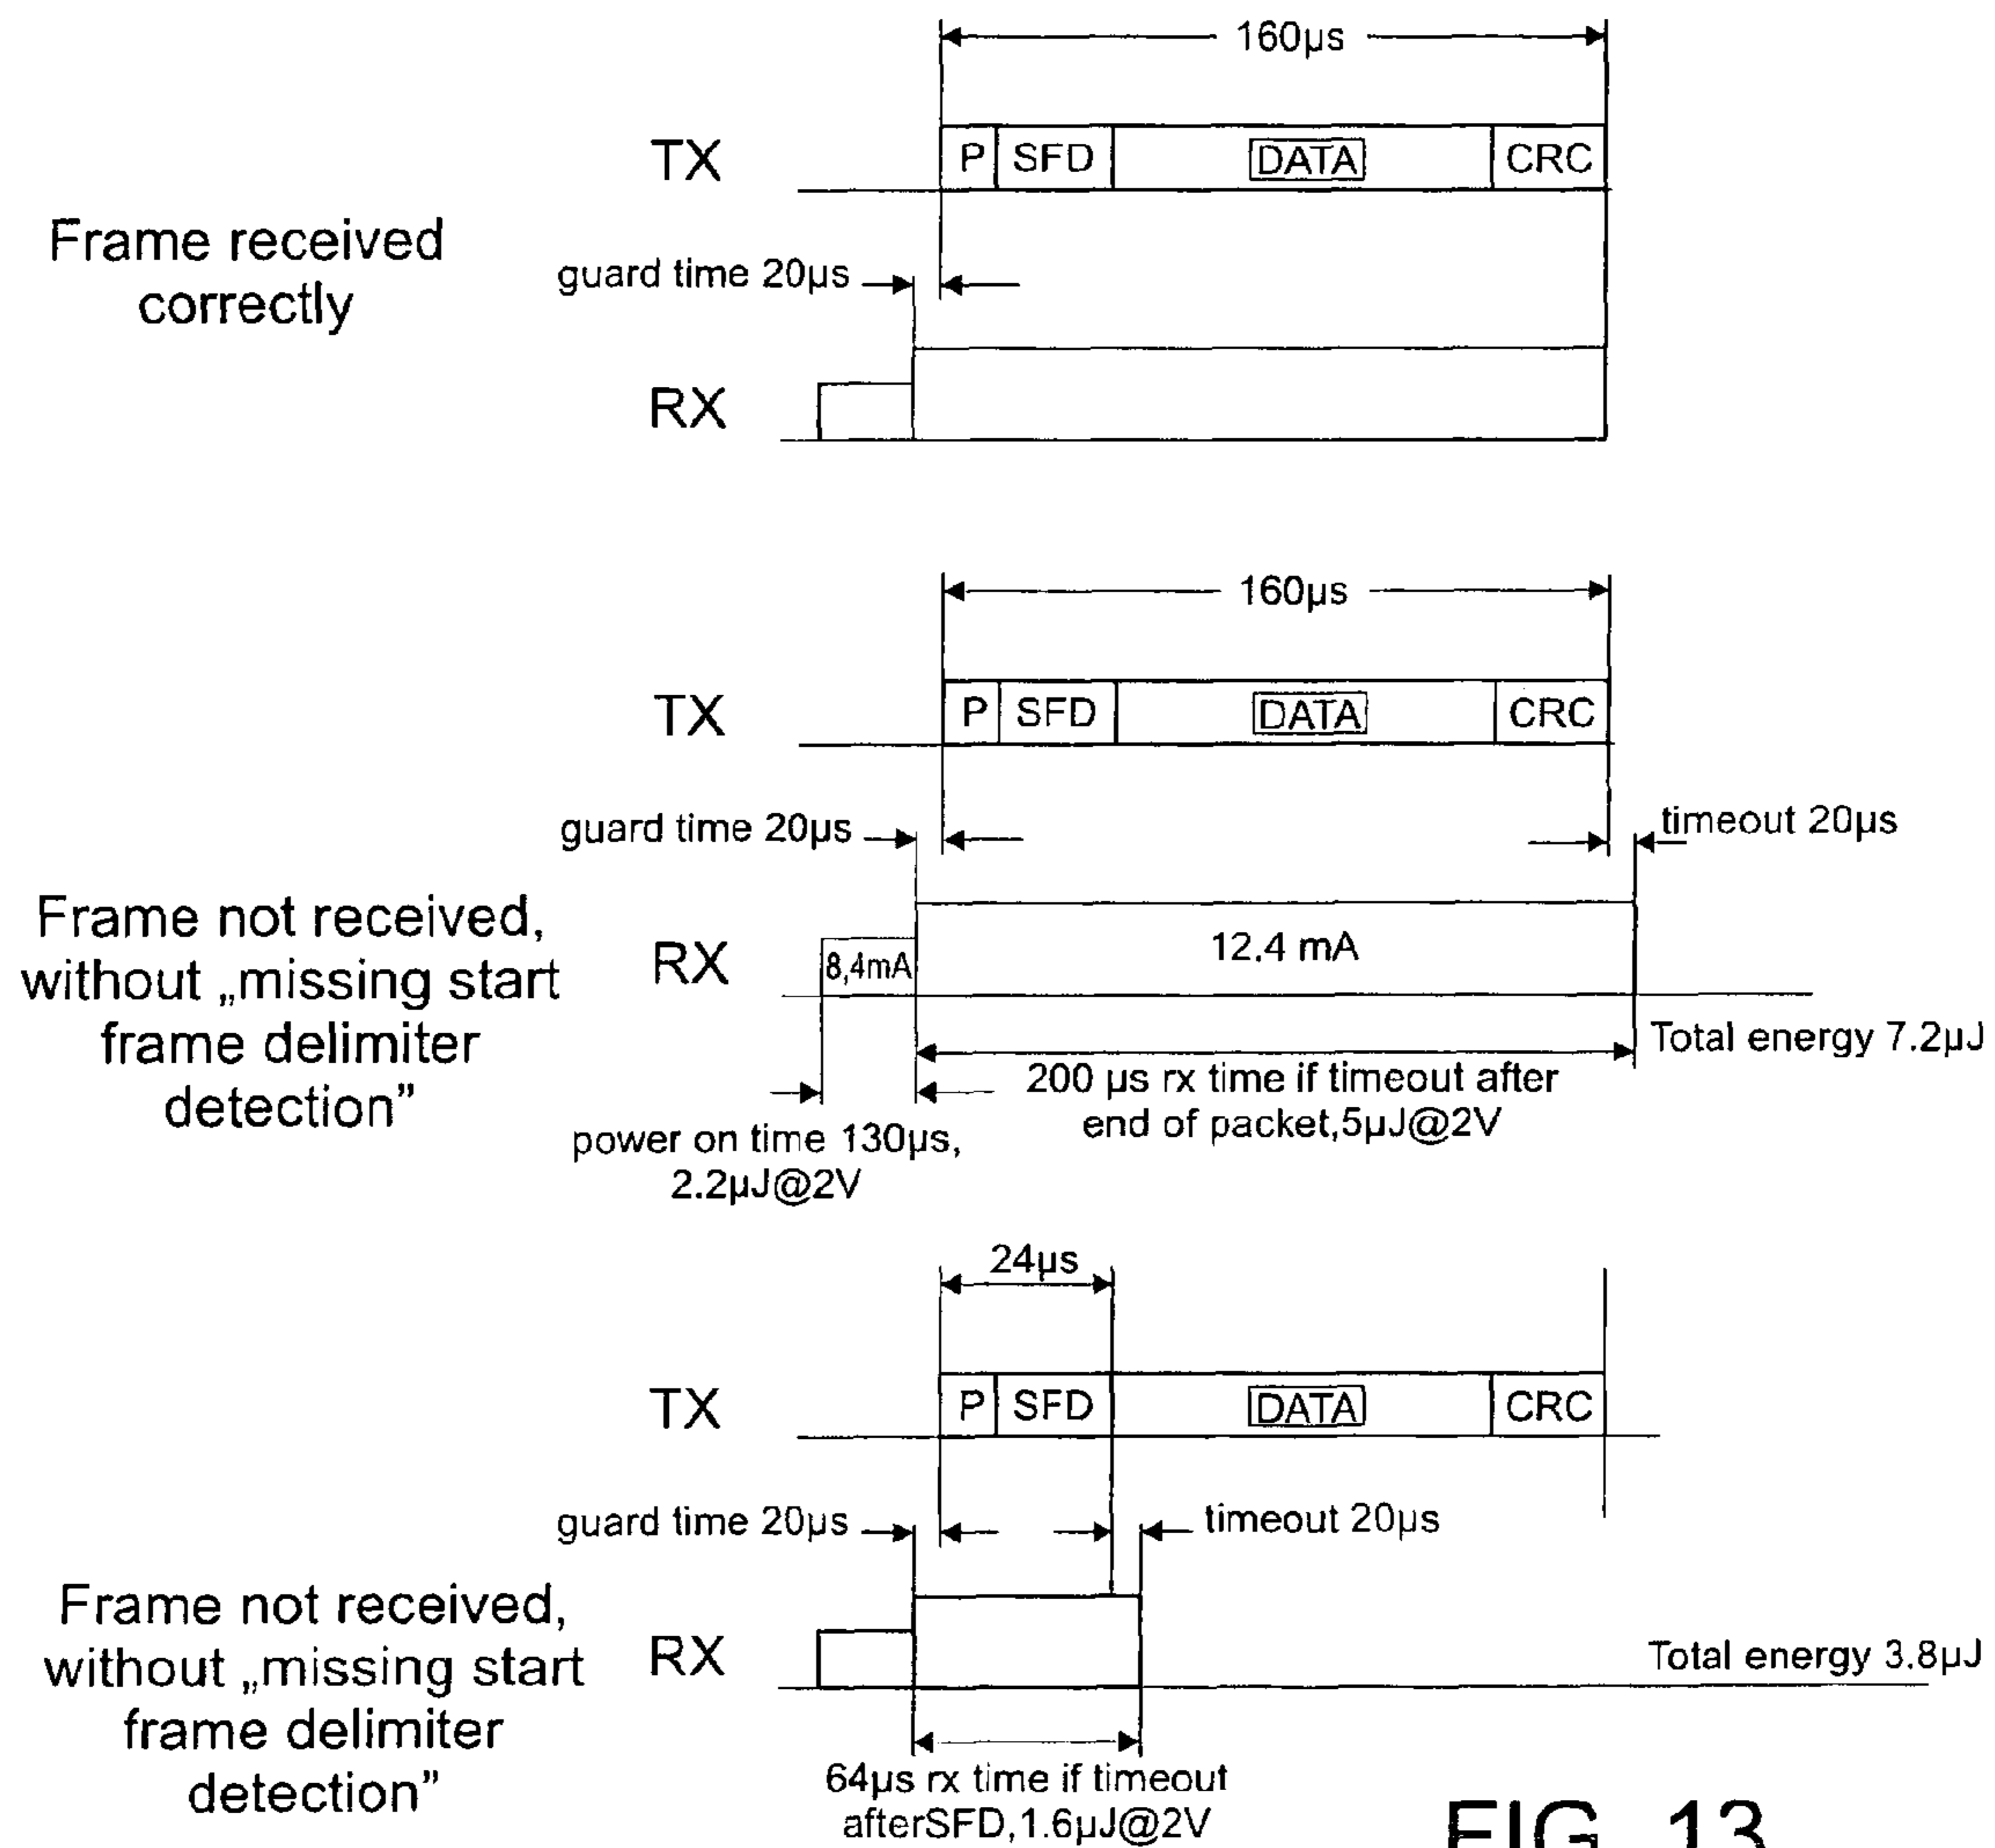 160µs
TX
P SFD DATA CRC
Frame received
correctly
guard time 20µs
RX
160µs
TX
P SFD DATA CRC
guard time 20µs
timeout 20µs
Frame not received,
without „missing start
frame delimiter
detection”
RX
8,4mA
12.4 mA
Total energy 7.2µJ
200 µs rx time if timeout after
end of packet,5µJ@2V
power on time 130µs,
2.2µJ@2V
24µs
TX
P SFD DATA CRC
guard time 20µs
timeout 20µs
Frame not received,
without „missing start
frame delimiter
detection”
RX
Total energy 3.8µJ
64µs rx time if timeout
afterSFD,1.6µJ@2V
FIG. 13